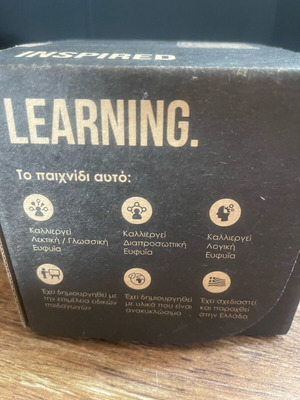 INSPIRED
LEARNING.
Το παιχνίδι αυτό:
Καλλιεργεί
Λεκτική / Γλωσσική
Ευφυΐα
Καλλιεργεί
Διαπροσωπική
Ευφυΐα
Καλλιεργεί
Λογική
Ευφυΐα
Έχει δημιουργηθεί με
την επιμέλεια ειδικών
παιδαγωγών
Έχει δημιουργηθεί
με υλικά που είναι
ανακυκλώσιμα
Έχει σχεδιαστεί
και παραχθεί
στην Ελλάδα